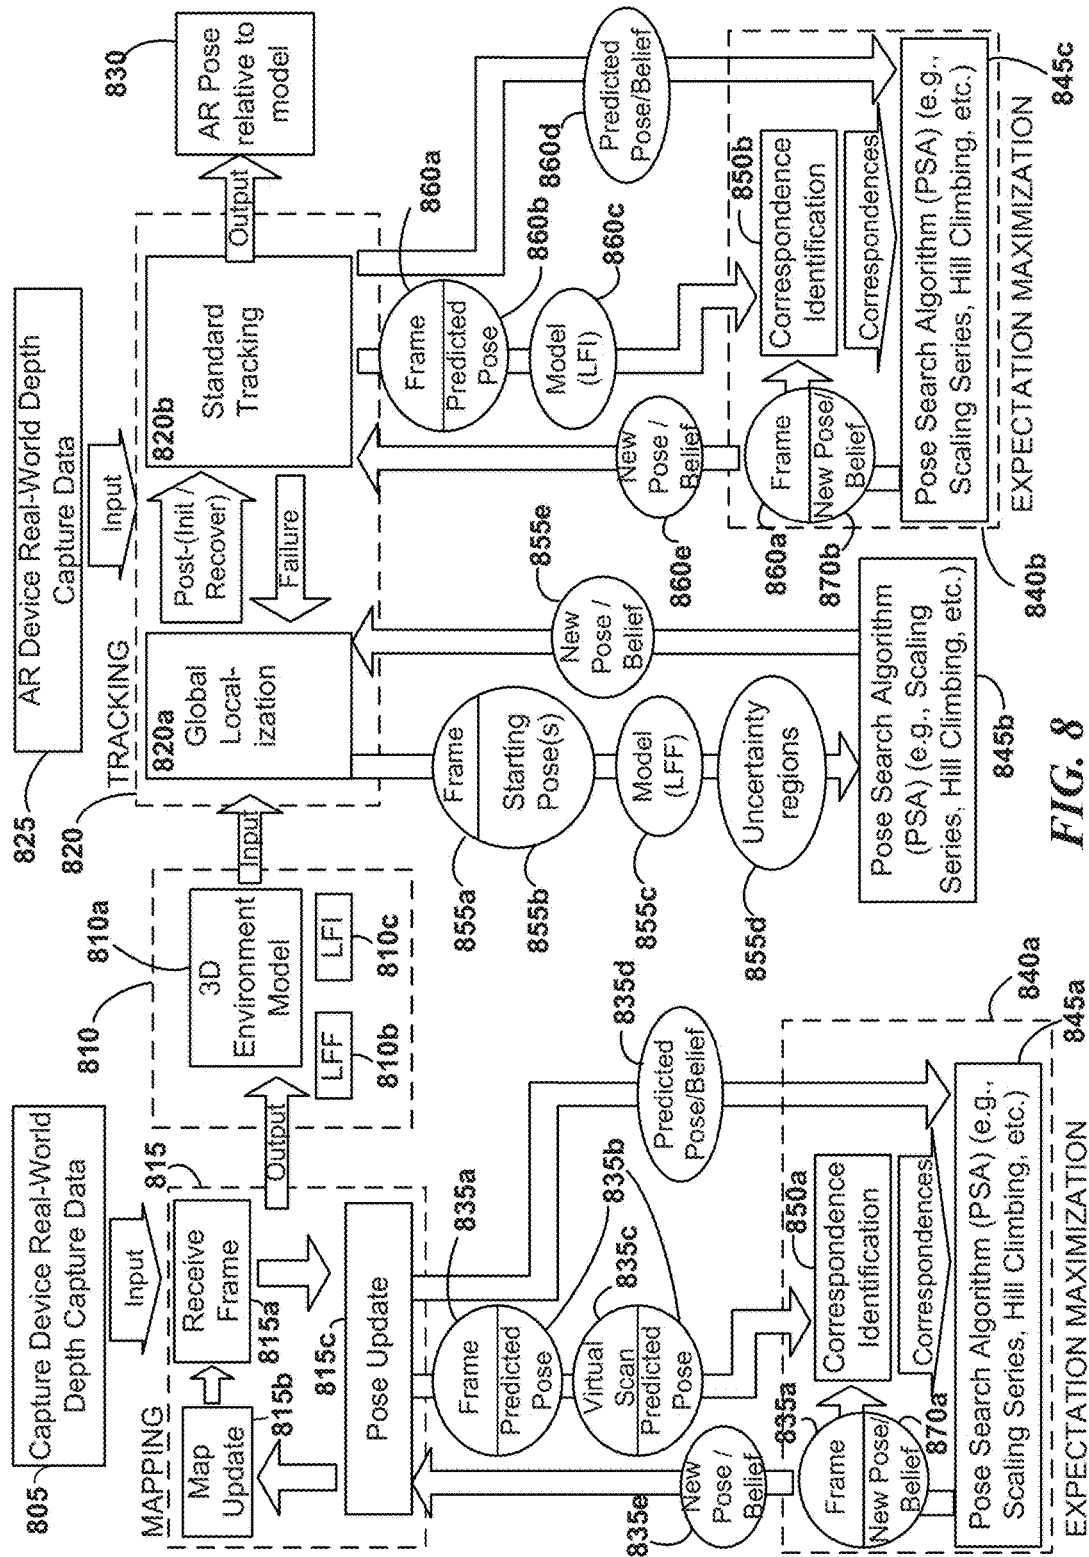 805
Capture Device Real-World
Depth Capture Data
Input
MAPPING
815
Map
Update
815b
Receive
Frame
815a
815c
Pose Update
Output
810
810a
3D
Environment
Model
LFF
810b
LFI
810c
Input
825
AR Device Real-World Depth
Capture Data
Input
820
TRACKING
820a
Global
Local-
ization
Post-(Init /
Recover)
Failure
820b
Standard
Tracking
Output
830
AR Pose
relative to
model
835a
Frame
Predicted
Pose
835b
835c
Virtual
Scan
Predicted
Pose
835d
Predicted
Pose/Belief
835e
New
Pose /
Belief
835a
Frame
New Pose/
Belief
870a
850a
Correspondence
Identification
Correspondences
840a
845a
Pose Search Algorithm (PSA) (e.g.,
Scaling Series, Hill Climbing, etc.)
EXPECTATION MAXIMIZATION
855a
Frame
Starting
Pose(s)
855b
855c
Model
(LFF)
855d
Uncertainty
regions
855e
New
Pose /
Belief
Pose Search Algorithm
(PSA) (e.g., Scaling
Series, Hill Climbing, etc.)
845b
860a
Frame
Predicted
Pose
860b
860c
Model
(LFI)
860d
Predicted
Pose/Belief
860e
New
Pose /
Belief
860a
Frame
New Pose/
Belief
870b
850b
Correspondence
Identification
Correspondences
840b
845c
Pose Search Algorithm (PSA) (e.g.,
Scaling Series, Hill Climbing, etc.)
EXPECTATION MAXIMIZATION
FIG. 8